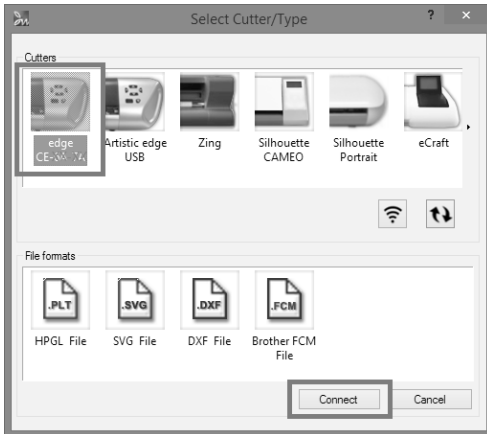 Select Cutter/Type
?
×
Cutters
edge
Artistic edge
USB
Zing
Silhouette
CAMEO
Silhouette
Portrait
eCraft
File formats
.PLT
.SVG
.DXF
.FCM
HPGL File
SVG File
DXF File
Brother FCM
File
Connect
Cancel